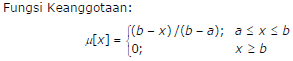 Fungsi Keanggotaan:
μ[x] = {(b − x)/(b − a); a ≤ x ≤ b
0; x ≥ b